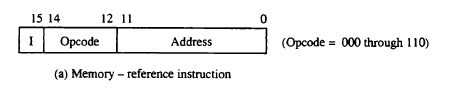 15 14 12 11 0
I Opcode Address (Opcode = 000 through 110)
(a) Memory – reference instruction